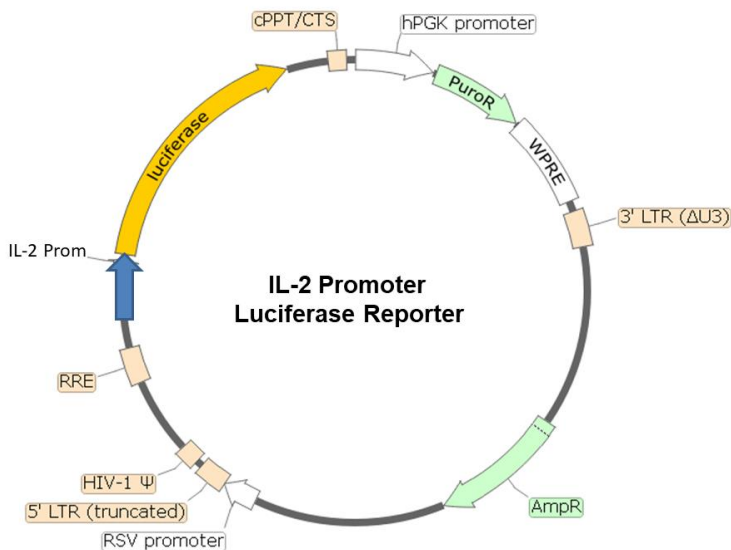 cPPT/CTS
hPGK promoter
PuroR
WPRE
3' LTR (ΔU3)
luciferase
IL-2 Prom
IL-2 Promoter
Luciferase Reporter
RRE
HIV-1 Ψ
5' LTR (truncated)
RSV promoter
AmpR